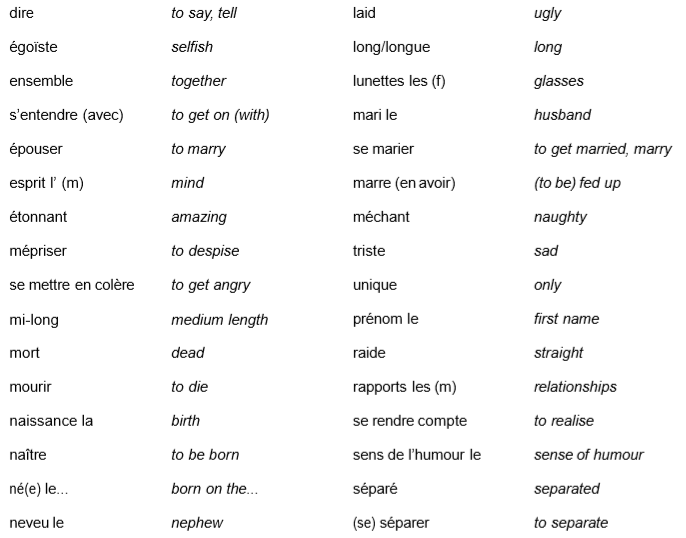 dire to say, tell laid ugly
égoïste selfish long/longue long
ensemble together lunettes les (f) glasses
s'entendre (avec) to get on (with) mari le husband
épouser to marry se marier to get married, marry
esprit l' (m) mind marre (en avoir) (to be) fed up
étonnant amazing méchant naughty
mépriser to despise triste sad
se mettre en colère to get angry unique only
mi-long medium length prénom le first name
mort dead raide straight
mourir to die rapports les (m) relationships
naissance la birth se rendre compte to realise
naître to be born sens de l'humour le sense of humour
né(e) le... born on the... séparé separated
neveu le nephew (se) séparer to separate